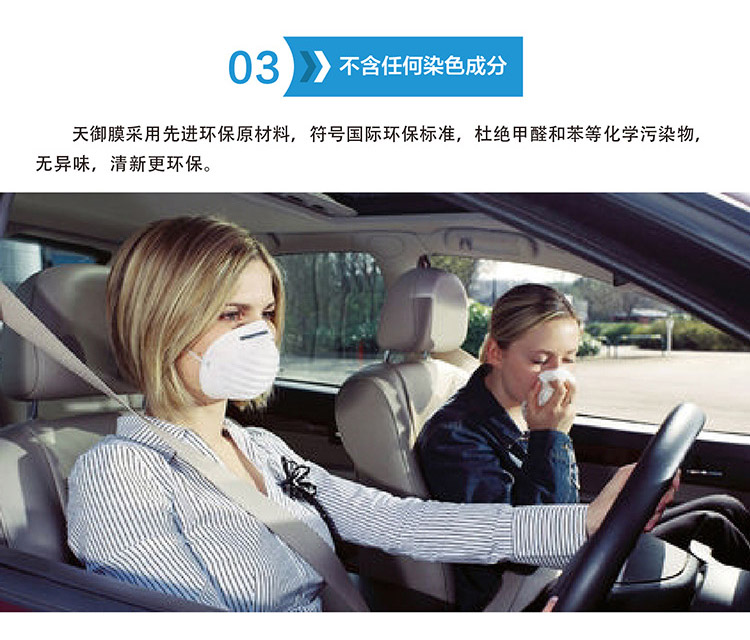 03 不含任何染色成分
天御膜采用先进环保原材料，符号国际环保标准，杜绝甲醛和苯等化学污染物，
无异味，清新更环保。